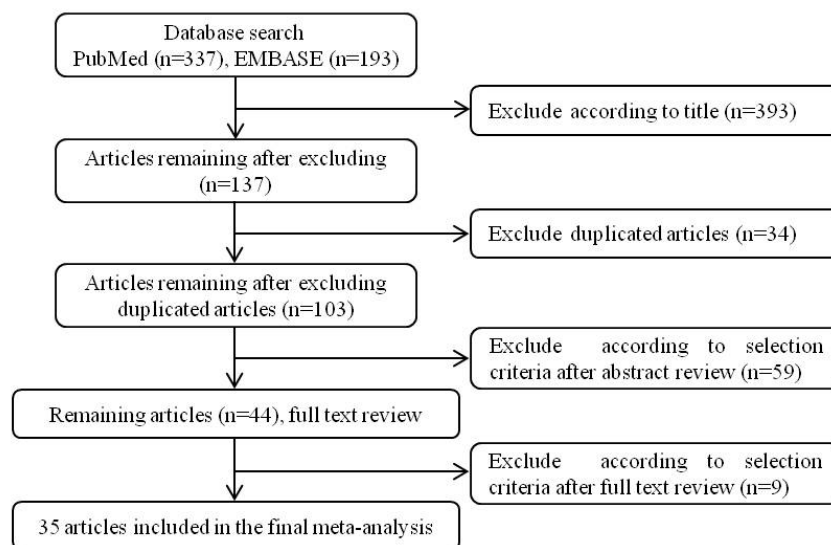 Database search
PubMed (n=337), EMBASE (n=193)
Exclude according to title (n=393)
Articles remaining after excluding
(n=137)
Exclude duplicated articles (n=34)
Articles remaining after excluding
duplicated articles (n=103)
Exclude according to selection
criteria after abstract review (n=59)
Remaining articles (n=44), full text review
Exclude according to selection
criteria after full text review (n=9)
35 articles included in the final meta-analysis